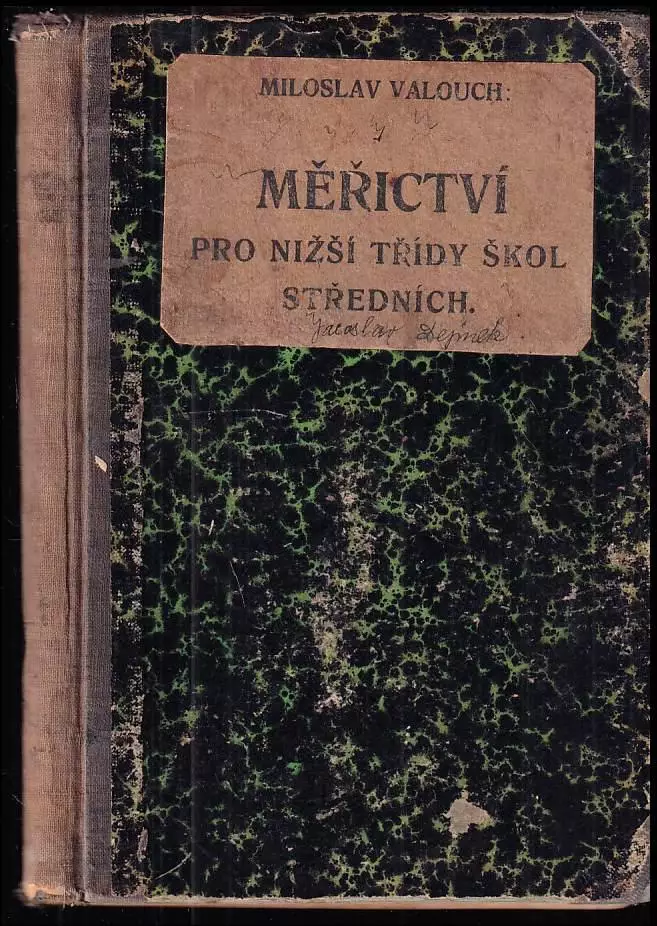 MILOSLAV VALOUCH:
MĚŘICTVÍ
PRO NIŽŠÍ TŘÍDY ŠKOL
STŘEDNÍCH.
Jaroslav Dejmek